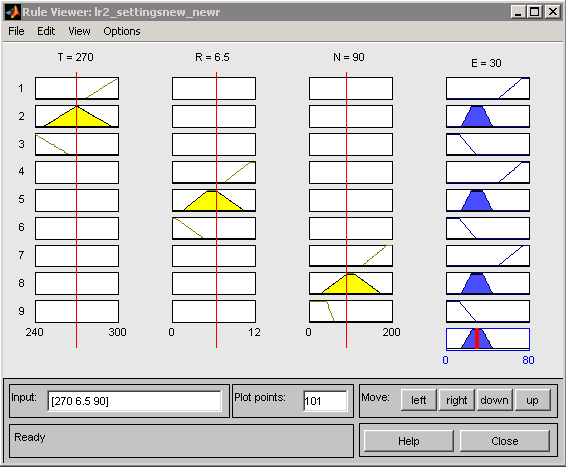 Rule Viewer: lr2_settingsnew_newr
File Edit View Options
T = 270 R = 6.5 N = 90 E = 30
1
2
3
4
5
6
7
8
9
240 300 0 12 0 200
0 80
Input: [270 6.5 90] Plot points: 101 Move: left right down up
Ready Help Close